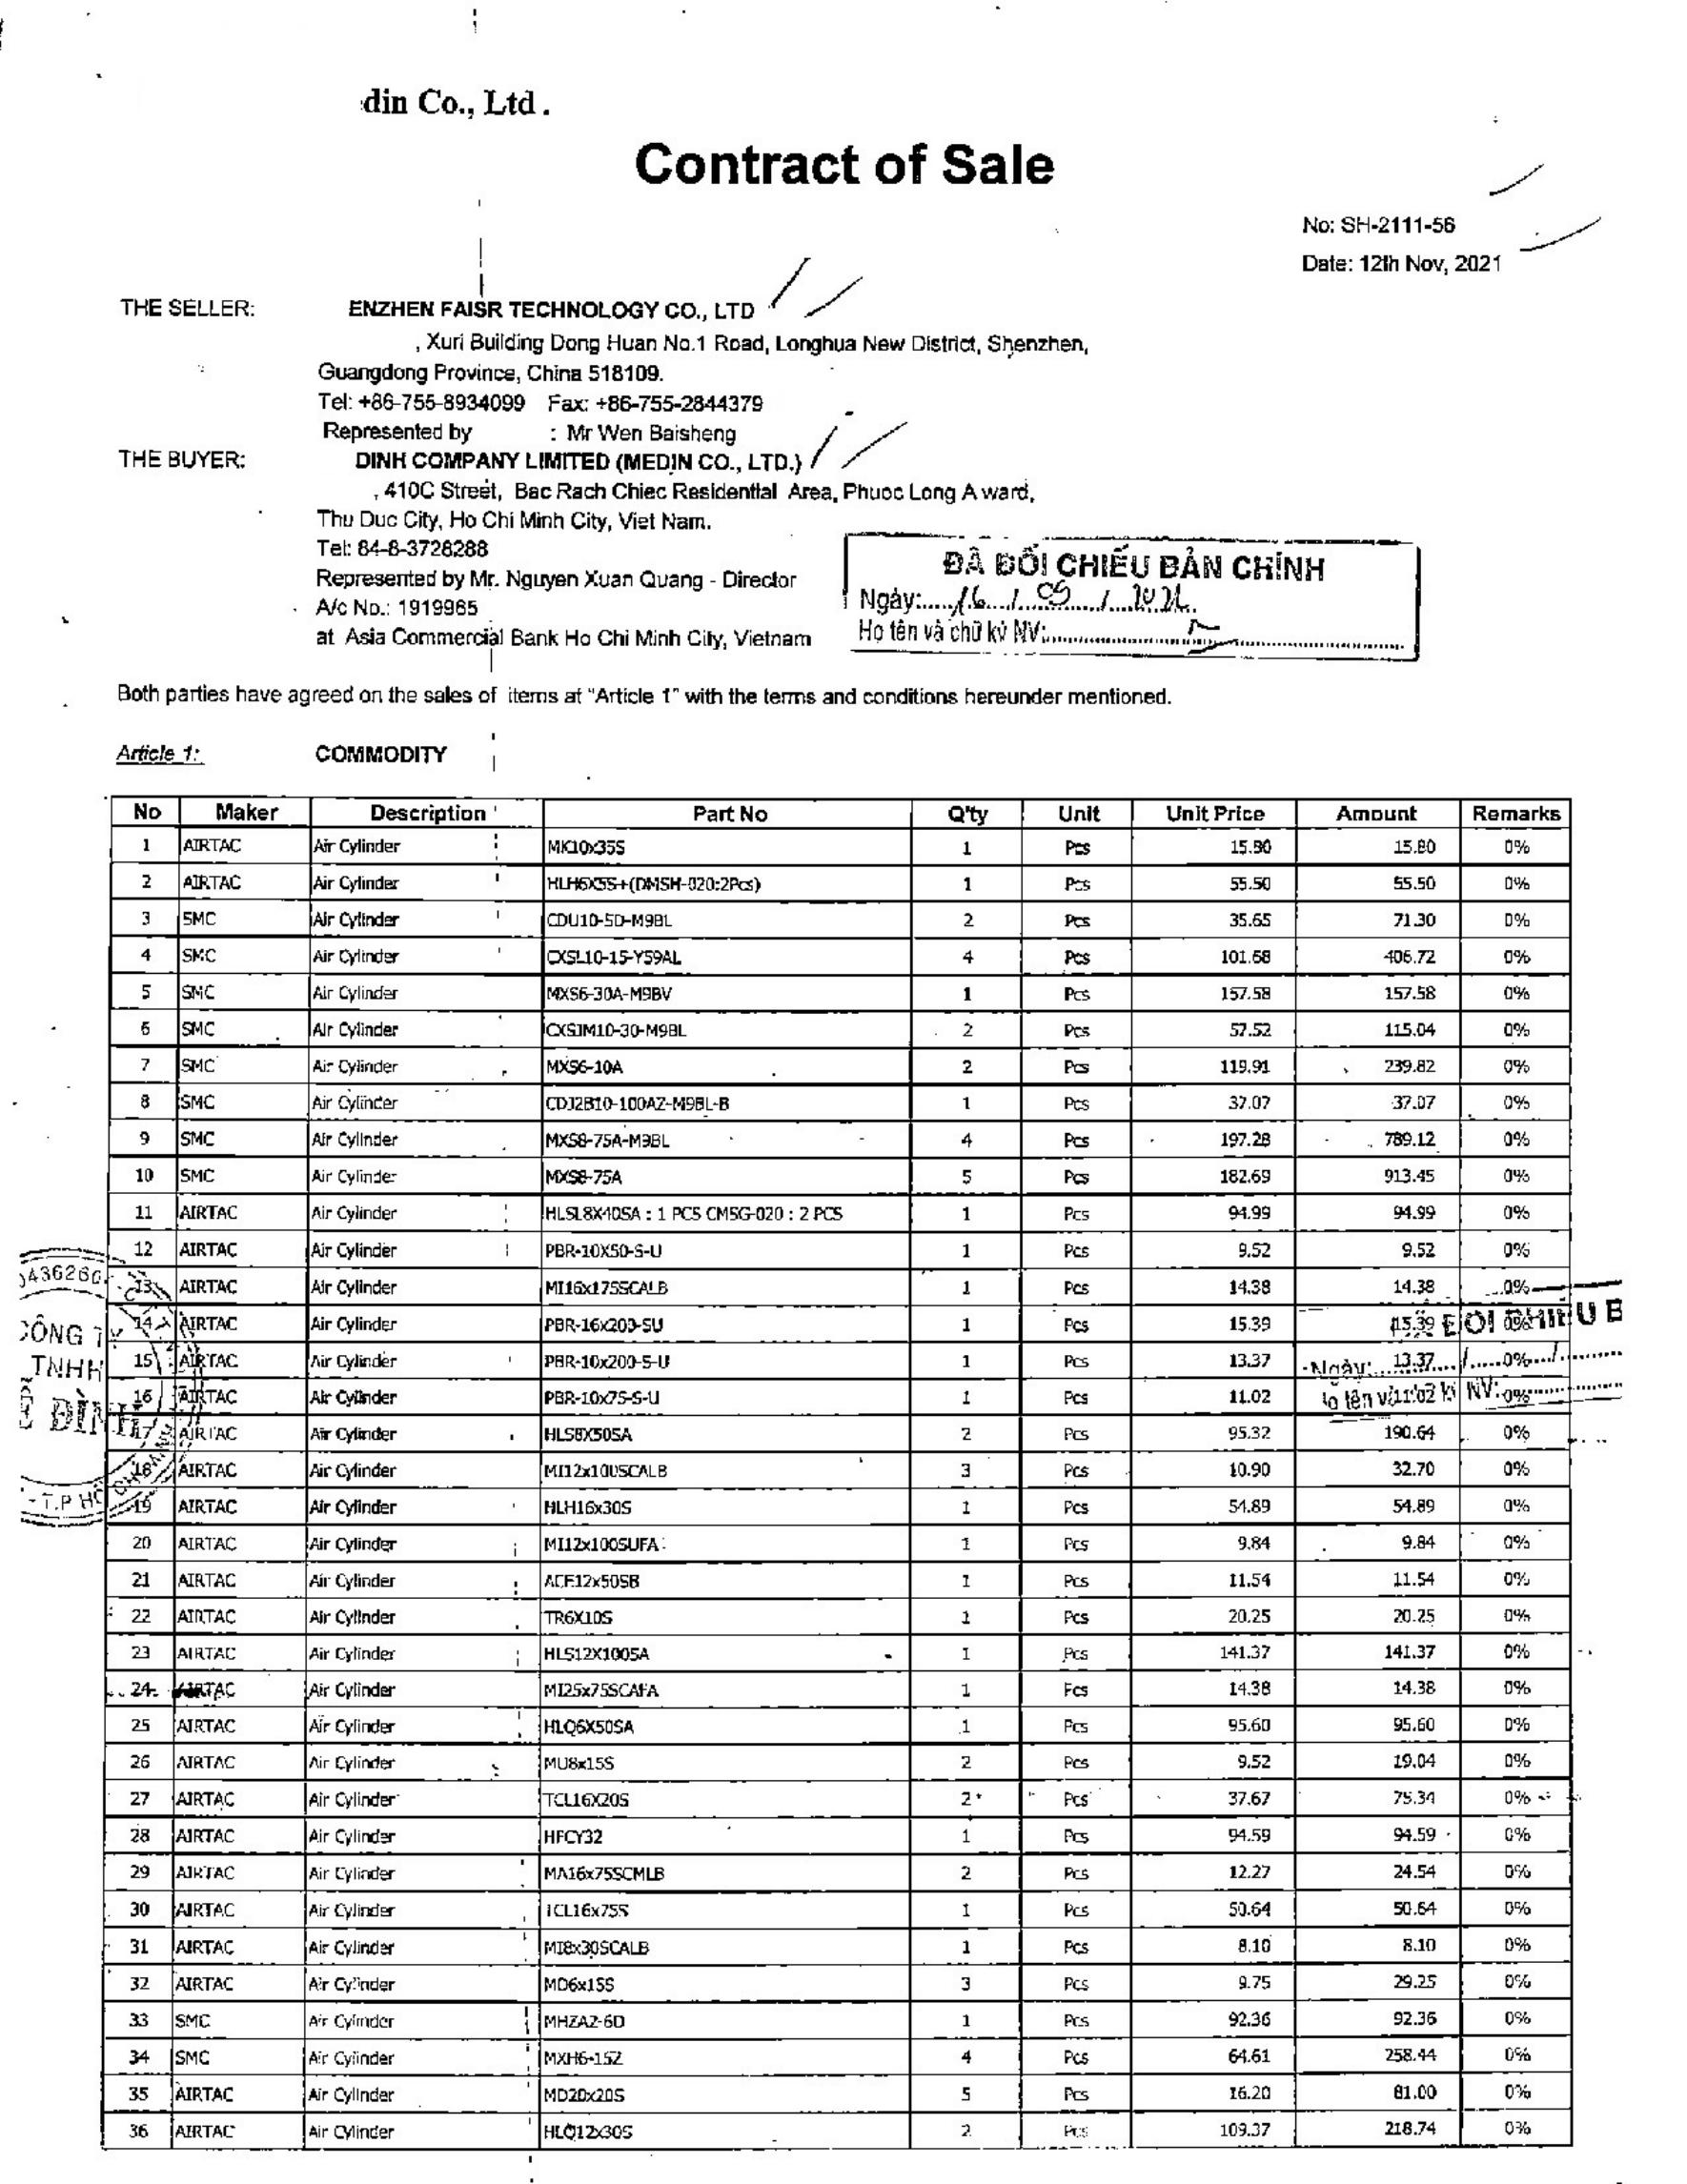 din Co., Ltd.
Contract of Sale
No: SH-2111-56
Date: 12th Nov, 2021
THE SELLER: ENZHEN FAISR TECHNOLOGY CO., LTD
, Xuri Building Dong Huan No.1 Road, Longhua New District, Shenzhen,
Guangdong Province, China 518109.
Tel: +86-755-8934099 Fax: +86-755-2844379
Represented by : Mr Wen Baisheng
THE BUYER: DINH COMPANY LIMITED (MEDIN CO., LTD.)
, 410C Street, Bac Rach Chiec Residential Area, Phuoc Long A ward,
Thu Duc City, Ho Chi Minh City, Viet Nam.
Tel: 84-8-3728288
Represented by Mr. Nguyen Xuan Quang - Director
A/c No.: 1919965
at Asia Commercial Bank Ho Chi Minh City, Vietnam
ĐÃ ĐỐI CHIẾU BẢN CHÍNH
Ngày: 16 / 05 /
Họ tên và chữ ký NV:
Both parties have agreed on the sales of items at "Article 1" with the terms and conditions hereunder mentioned.
Article 1: COMMODITY
No Maker Description Part No Q'ty Unit Unit Price Amount Remarks
1 AIRTAC Air Cylinder MK10x35S 1 Pcs 15.80 15.80 0%
2 AIRTAC Air Cylinder HLH6X5S+(DMSH-020:2Pcs) 1 Pcs 55.50 55.50 0%
3 SMC Air Cylinder CDU10-5D-M9BL 2 Pcs 35.65 71.30 0%
4 SMC Air Cylinder CXSL10-15-Y59AL 4 Pcs 101.68 406.72 0%
5 SMC Air Cylinder MXS6-30A-M9BV 1 Pcs 157.58 157.58 0%
6 SMC Air Cylinder CXSJM10-30-M9BL 2 Pcs 57.52 115.04 0%
7 SMC Air Cylinder MXS6-10A 2 Pcs 119.91 239.82 0%
8 SMC Air Cylinder CDJ2B10-100AZ-M9BL-B 1 Pcs 37.07 37.07 0%
9 SMC Air Cylinder MXS8-75A-M9BL 4 Pcs 197.28 789.12 0%
10 SMC Air Cylinder MXS8-75A 5 Pcs 182.69 913.45 0%
11 AIRTAC Air Cylinder HLSL8X40SA : 1 PCS CMSG-020 : 2 PCS 1 Pcs 94.99 94.99 0%
12 AIRTAC Air Cylinder PBR-10X50-S-U 1 Pcs 9.52 9.52 0%
13 AIRTAC Air Cylinder MI16x175SCALB 1 Pcs 14.38 14.38 0%
14 AIRTAC Air Cylinder PBR-16x200-SU 1 Pcs 15.39 15.39 0%
15 AIRTAC Air Cylinder PBR-10x200-S-U 1 Pcs 13.37 13.37 0%
16 AIRTAC Air Cylinder PBR-10x75-S-U 1 Pcs 11.02 11.02 0%
17 AIRTAC Air Cylinder HLS8X50SA 2 Pcs 95.32 190.64 0%
18 AIRTAC Air Cylinder MI12x10USCALB 3 Pcs 10.90 32.70 0%
19 AIRTAC Air Cylinder HLH16x30S 1 Pcs 54.89 54.89 0%
20 AIRTAC Air Cylinder MI12x100SUFA 1 Pcs 9.84 9.84 0%
21 AIRTAC Air Cylinder ACE12x50SB 1 Pcs 11.54 11.54 0%
22 AIRTAC Air Cylinder TR6X10S 1 Pcs 20.25 20.25 0%
23 AIRTAC Air Cylinder HLS12X100SA 1 Pcs 141.37 141.37 0%
24 AIRTAC Air Cylinder MI25x75SCAFA 1 Pcs 14.38 14.38 0%
25 AIRTAC Air Cylinder HLQ6X50SA 1 Pcs 95.60 95.60 0%
26 AIRTAC Air Cylinder MU8x15S 2 Pcs 9.52 19.04 0%
27 AIRTAC Air Cylinder TCL16X20S 2 Pcs 37.67 75.34 0%
28 AIRTAC Air Cylinder HFCY32 1 Pcs 94.59 94.59 0%
29 AIRTAC Air Cylinder MA16x75SCMLB 2 Pcs 12.27 24.54 0%
30 AIRTAC Air Cylinder TCL16x75S 1 Pcs 50.64 50.64 0%
31 AIRTAC Air Cylinder MI8x30SCALB 1 Pcs 8.10 8.10 0%
32 AIRTAC Air Cylinder MD6x15S 3 Pcs 9.75 29.25 0%
33 SMC Air Cylinder MHZA2-6D 1 Pcs 92.36 92.36 0%
34 SMC Air Cylinder MXH6-15Z 4 Pcs 64.61 258.44 0%
35 AIRTAC Air Cylinder MD20x20S 5 Pcs 16.20 81.00 0%
36 AIRTAC Air Cylinder HLQ12x30S 2 Pcs 109.37 218.74 0%
CÔNG TY
TNHH
ĐÌNH
T.P HỒ
Ngày:
NV: